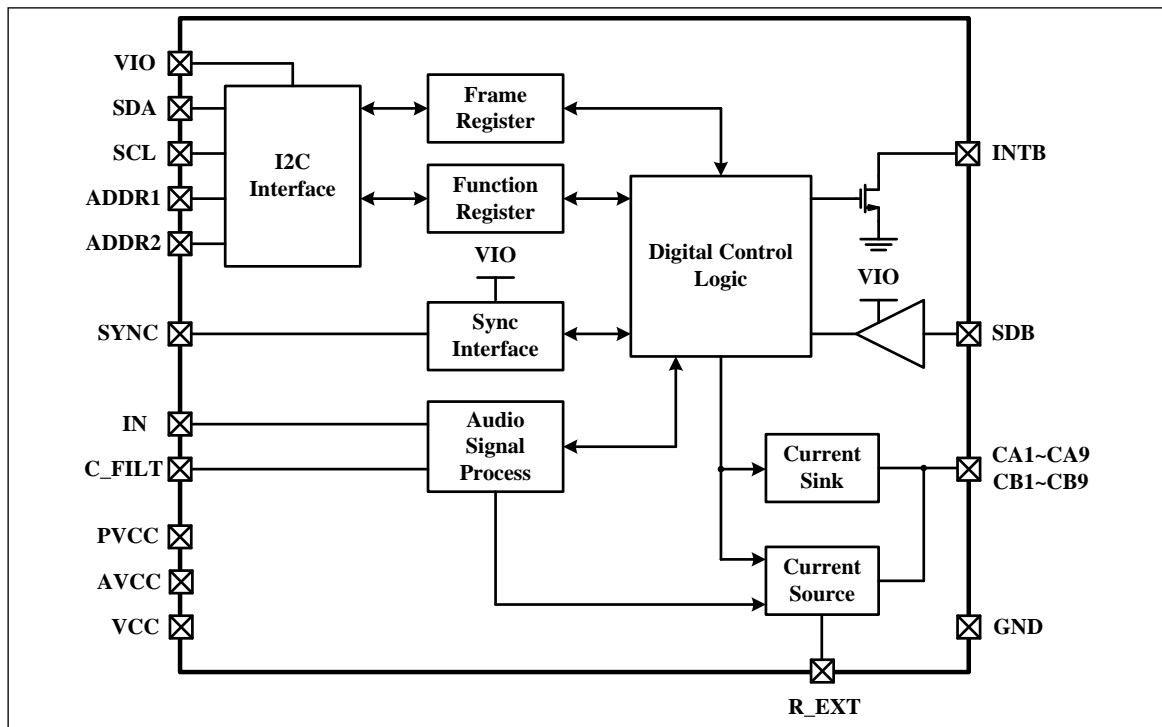 VIO
SDA
SCL
ADDR1
ADDR2
SYNC
IN
C_FILT
PVCC
AVCC
VCC
I2C
Interface
Frame
Register
Function
Register
VIO
Sync
Interface
Audio
Signal
Process
Digital Control
Logic
VIO
Current
Sink
Current
Source
INTB
SDB
CA1~CA9
CB1~CB9
GND
R_EXT